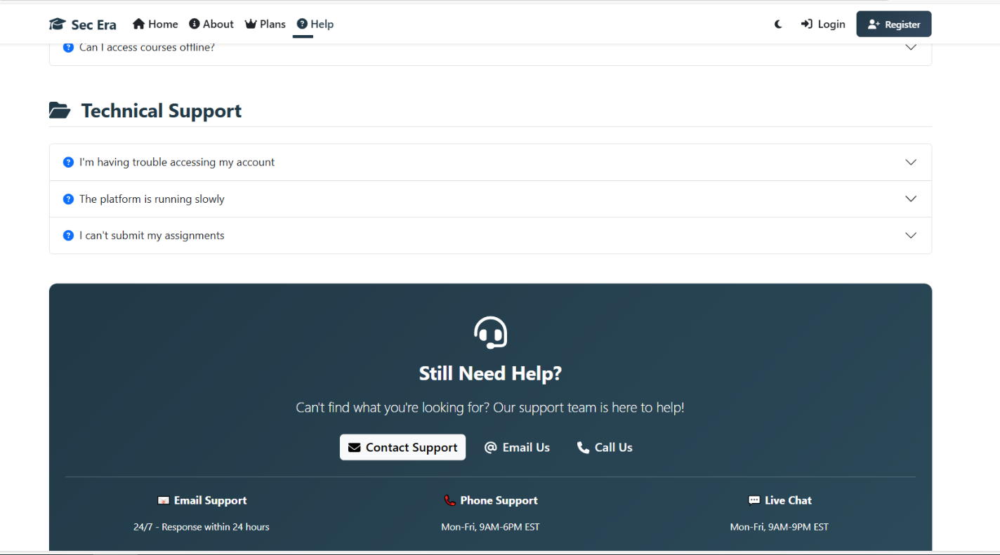 Sec Era Home About Plans Help Login Register
Can I access courses offline?
Technical Support
I'm having trouble accessing my account
The platform is running slowly
I can't submit my assignments
Still Need Help?
Can't find what you're looking for? Our support team is here to help!
Contact Support Email Us Call Us
Email Support Phone Support Live Chat
24/7 - Response within 24 hours Mon-Fri, 9AM-6PM EST Mon-Fri, 9AM-9PM EST